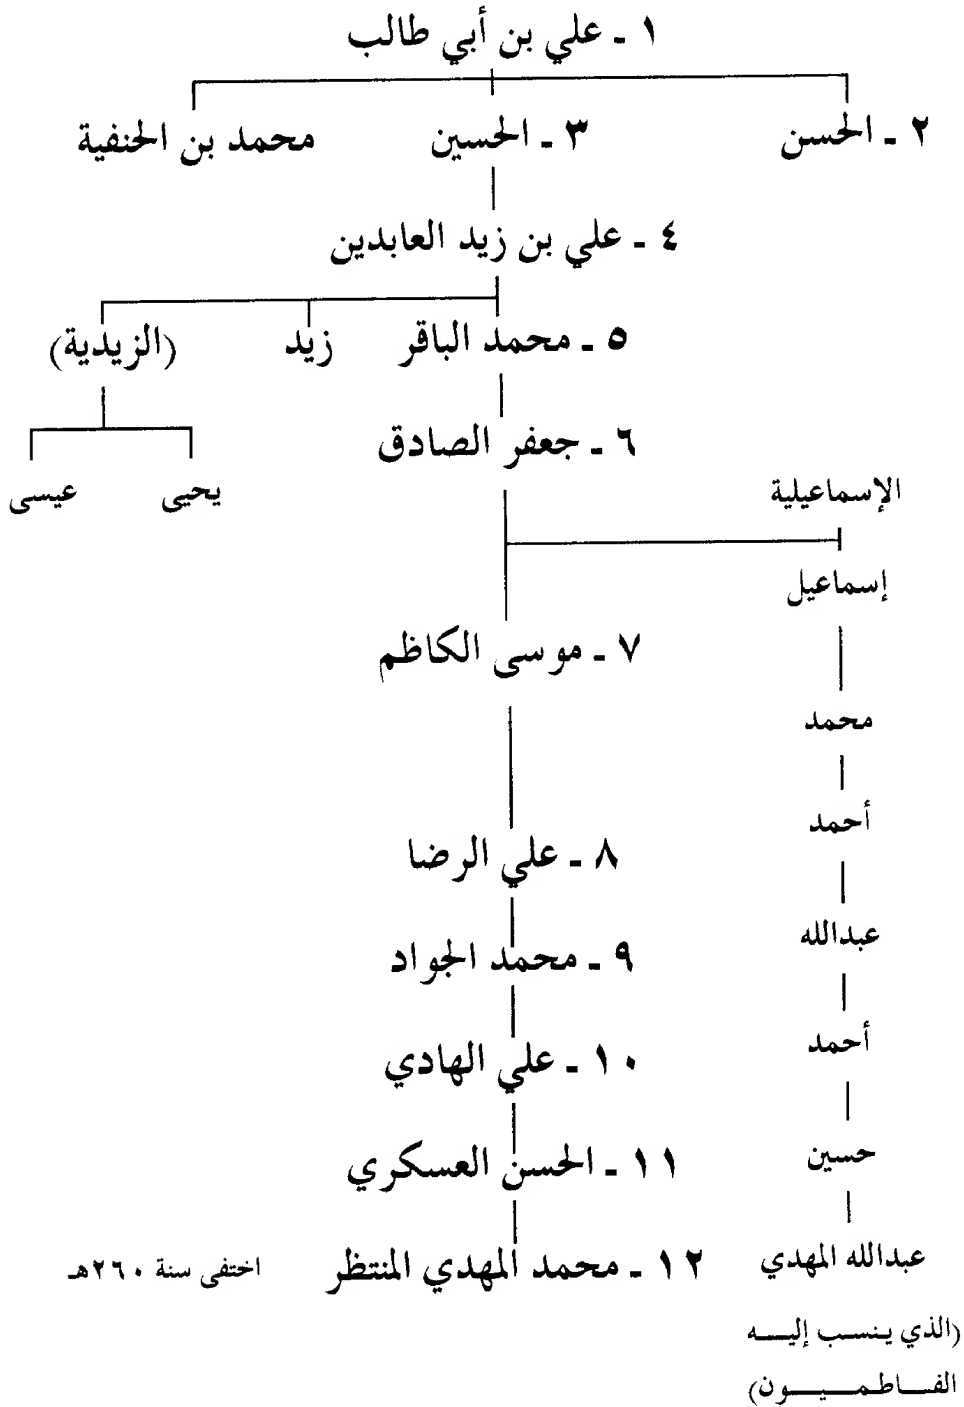 ١ ـ علي بن أبي طالب
٢ ـ الحسن ٣ ـ الحسين محمد بن الحنفية
٤ ـ علي بن زيد العابدين
٥ ـ محمد الباقر زيد (الزيدية)
٦ ـ جعفر الصادق
الإسماعيلية يحيى عيسى
إسماعيل
٧ ـ موسى الكاظم
محمد
أحمد
٨ ـ علي الرضا
عبدالله
٩ ـ محمد الجواد
أحمد
١٠ ـ علي الهادي
حسين
١١ ـ الحسن العسكري
عبدالله المهدي ١٢ ـ محمد المهدي المنتظر اختفى سنة ٢٦٠هـ
(الذي ينسب إليه
الفاطميون)